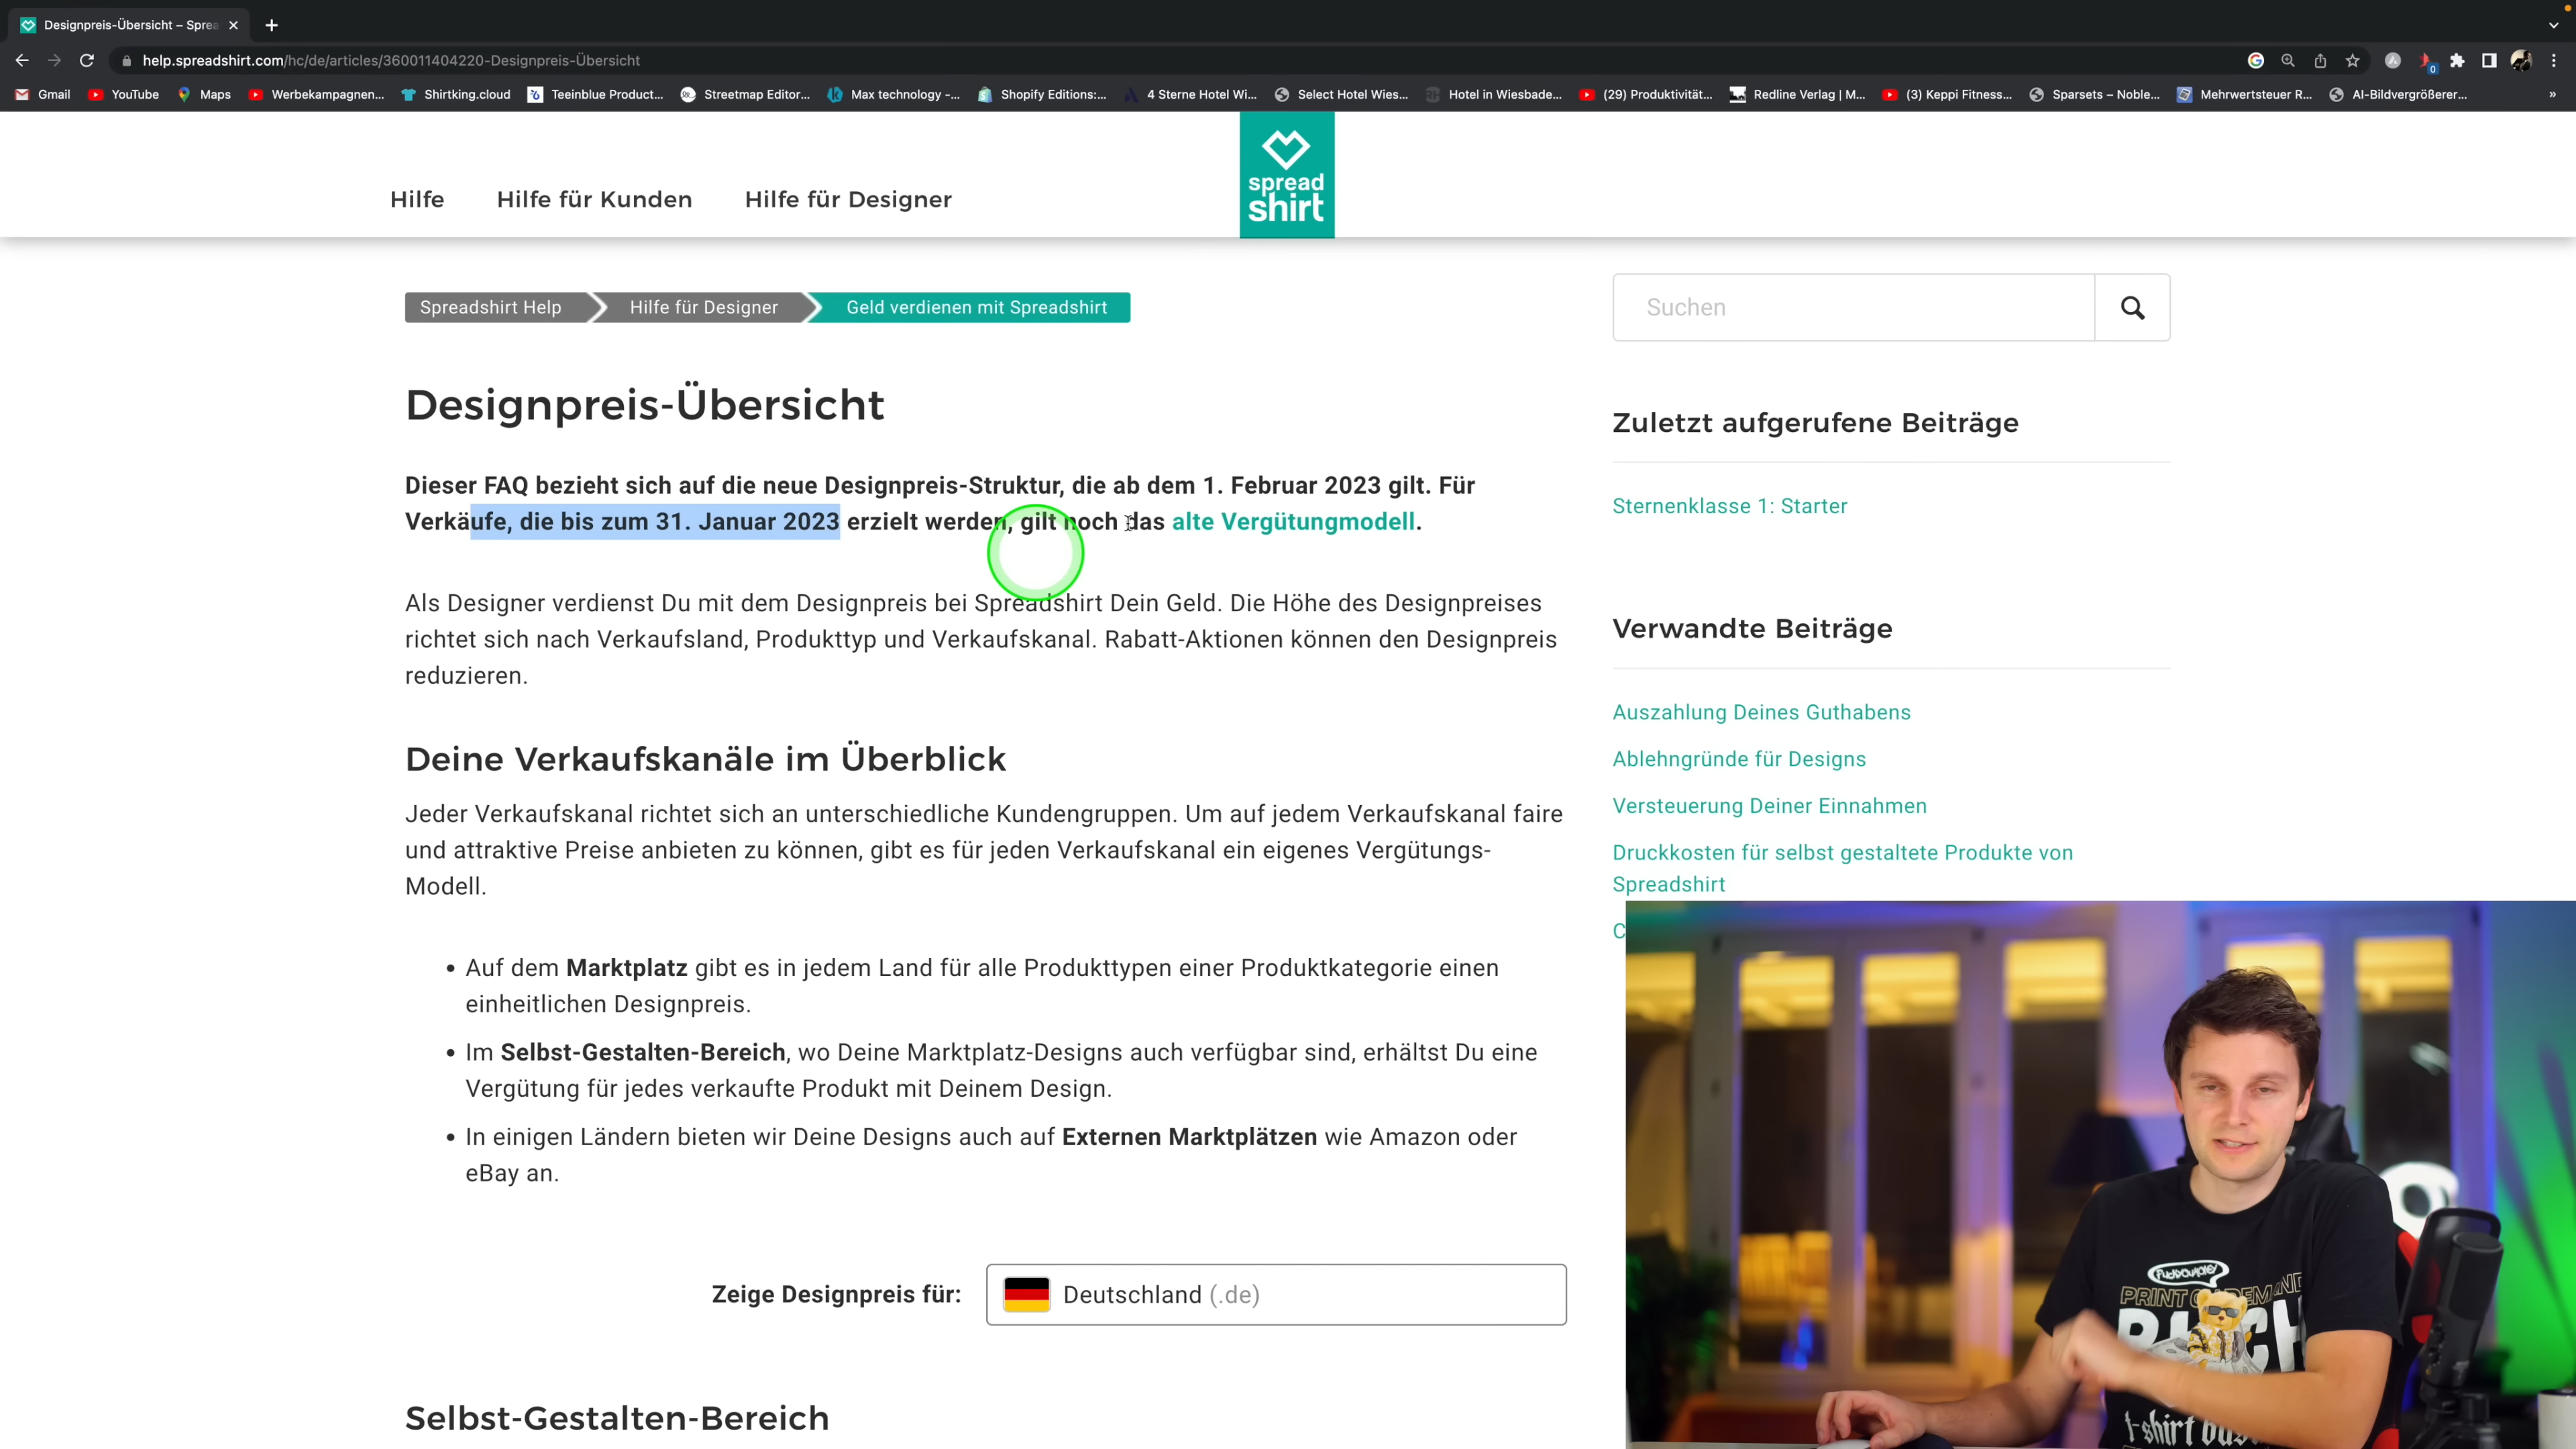 Designpreis-Übersicht – Sprea
help.spreadshirt.com/hc/de/articles/360011404220-Designpreis-Übersicht
0
Gmail YouTube Maps Werbekampagnen... Shirtking.cloud Teeinblue Product... Streetmap Editor... Max technology -... Shopify Editions:... 4 Sterne Hotel Wi... Select Hotel Wies... Hotel in Wiesbade... (29) Produktivität... Redline Verlag | M... (3) Keppi Fitness... Sparsets – Noble... Mehrwertsteuer R... AI-Bildvergrößerer... »
Hilfe Hilfe für Kunden Hilfe für Designer
spread
shirt
Spreadshirt Help Hilfe für Designer Geld verdienen mit Spreadshirt
Suchen
Designpreis-Übersicht
Dieser FAQ bezieht sich auf die neue Designpreis-Struktur, die ab dem 1. Februar 2023 gilt. Für
Verkäufe, die bis zum 31. Januar 2023 erzielt werden, gilt noch das alte Vergütungmodell.
Als Designer verdienst Du mit dem Designpreis bei Spreadshirt Dein Geld. Die Höhe des Designpreises
richtet sich nach Verkaufsland, Produkttyp und Verkaufskanal. Rabatt-Aktionen können den Designpreis
reduzieren.
Deine Verkaufskanäle im Überblick
Jeder Verkaufskanal richtet sich an unterschiedliche Kundengruppen. Um auf jedem Verkaufskanal faire
und attraktive Preise anbieten zu können, gibt es für jeden Verkaufskanal ein eigenes Vergütungs-
Modell.
• Auf dem Marktplatz gibt es in jedem Land für alle Produkttypen einer Produktkategorie einen
einheitlichen Designpreis.
• Im Selbst-Gestalten-Bereich, wo Deine Marktplatz-Designs auch verfügbar sind, erhältst Du eine
Vergütung für jedes verkaufte Produkt mit Deinem Design.
• In einigen Ländern bieten wir Deine Designs auch auf Externen Marktplätzen wie Amazon oder
eBay an.
Zeige Designpreis für: Deutschland (.de)
Selbst-Gestalten-Bereich
Zuletzt aufgerufene Beiträge
Sternenklasse 1: Starter
Verwandte Beiträge
Auszahlung Deines Guthabens
Ablehngründe für Designs
Versteuerung Deiner Einnahmen
Druckkosten für selbst gestaltete Produkte von
Spreadshirt
C
PRINT
t-shirt